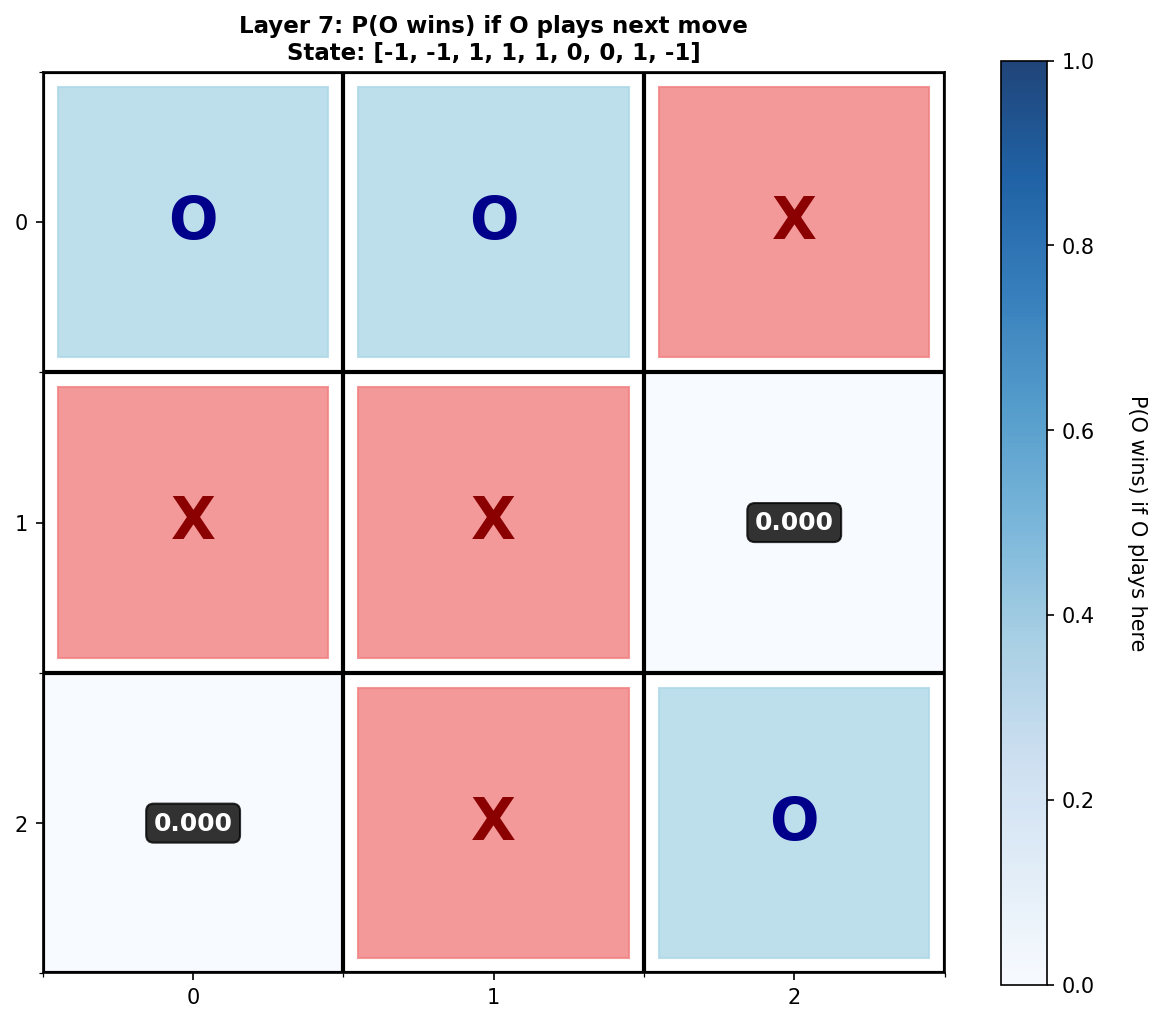 Layer 7: P(O wins) if O plays next move
State: [-1, -1, 1, 1, 1, 0, 0, 1, -1]
1.0
0
O
O
X
0.8
0.6
1
X
X
0.000
P(O wins) if O plays here
0.4
0.2
2
0.000
X
O
0.0
0
1
2